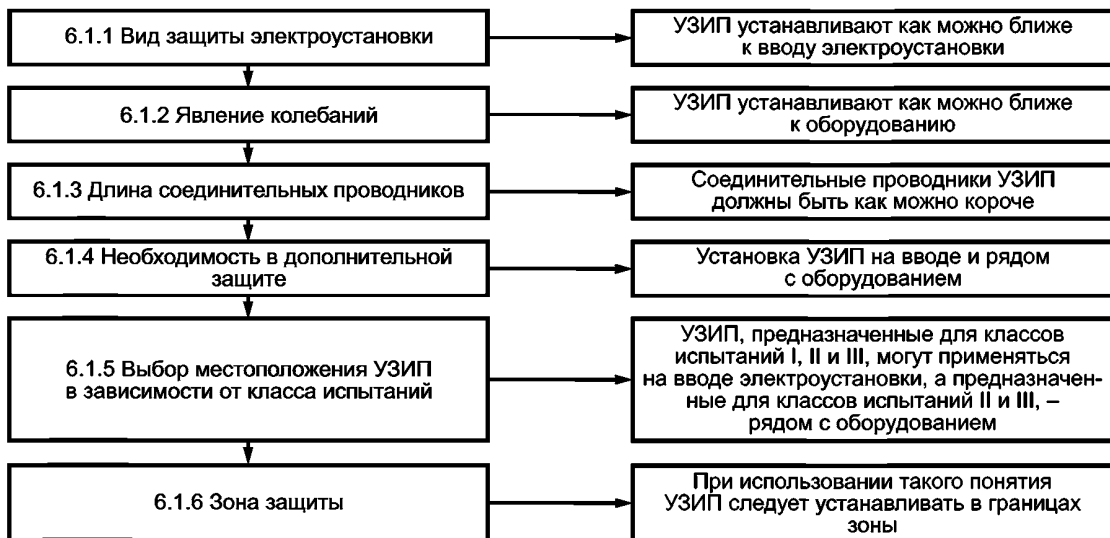 6.1.1 Вид защиты электроустановки
УЗИП устанавливают как можно ближе
к вводу электроустановки
6.1.2 Явление колебаний
УЗИП устанавливают как можно ближе
к оборудованию
6.1.3 Длина соединительных проводников
Соединительные проводники УЗИП
должны быть как можно короче
6.1.4 Необходимость в дополнительной
защите
Установка УЗИП на вводе и рядом
с оборудованием
6.1.5 Выбор местоположения УЗИП
в зависимости от класса испытаний
УЗИП, предназначенные для классов
испытаний I, II и III, могут применяться
на вводе электроустановки, а предназначен-
ные для классов испытаний II и III, –
рядом с оборудованием
6.1.6 Зона защиты
При использовании такого понятия
УЗИП следует устанавливать в границах
зоны